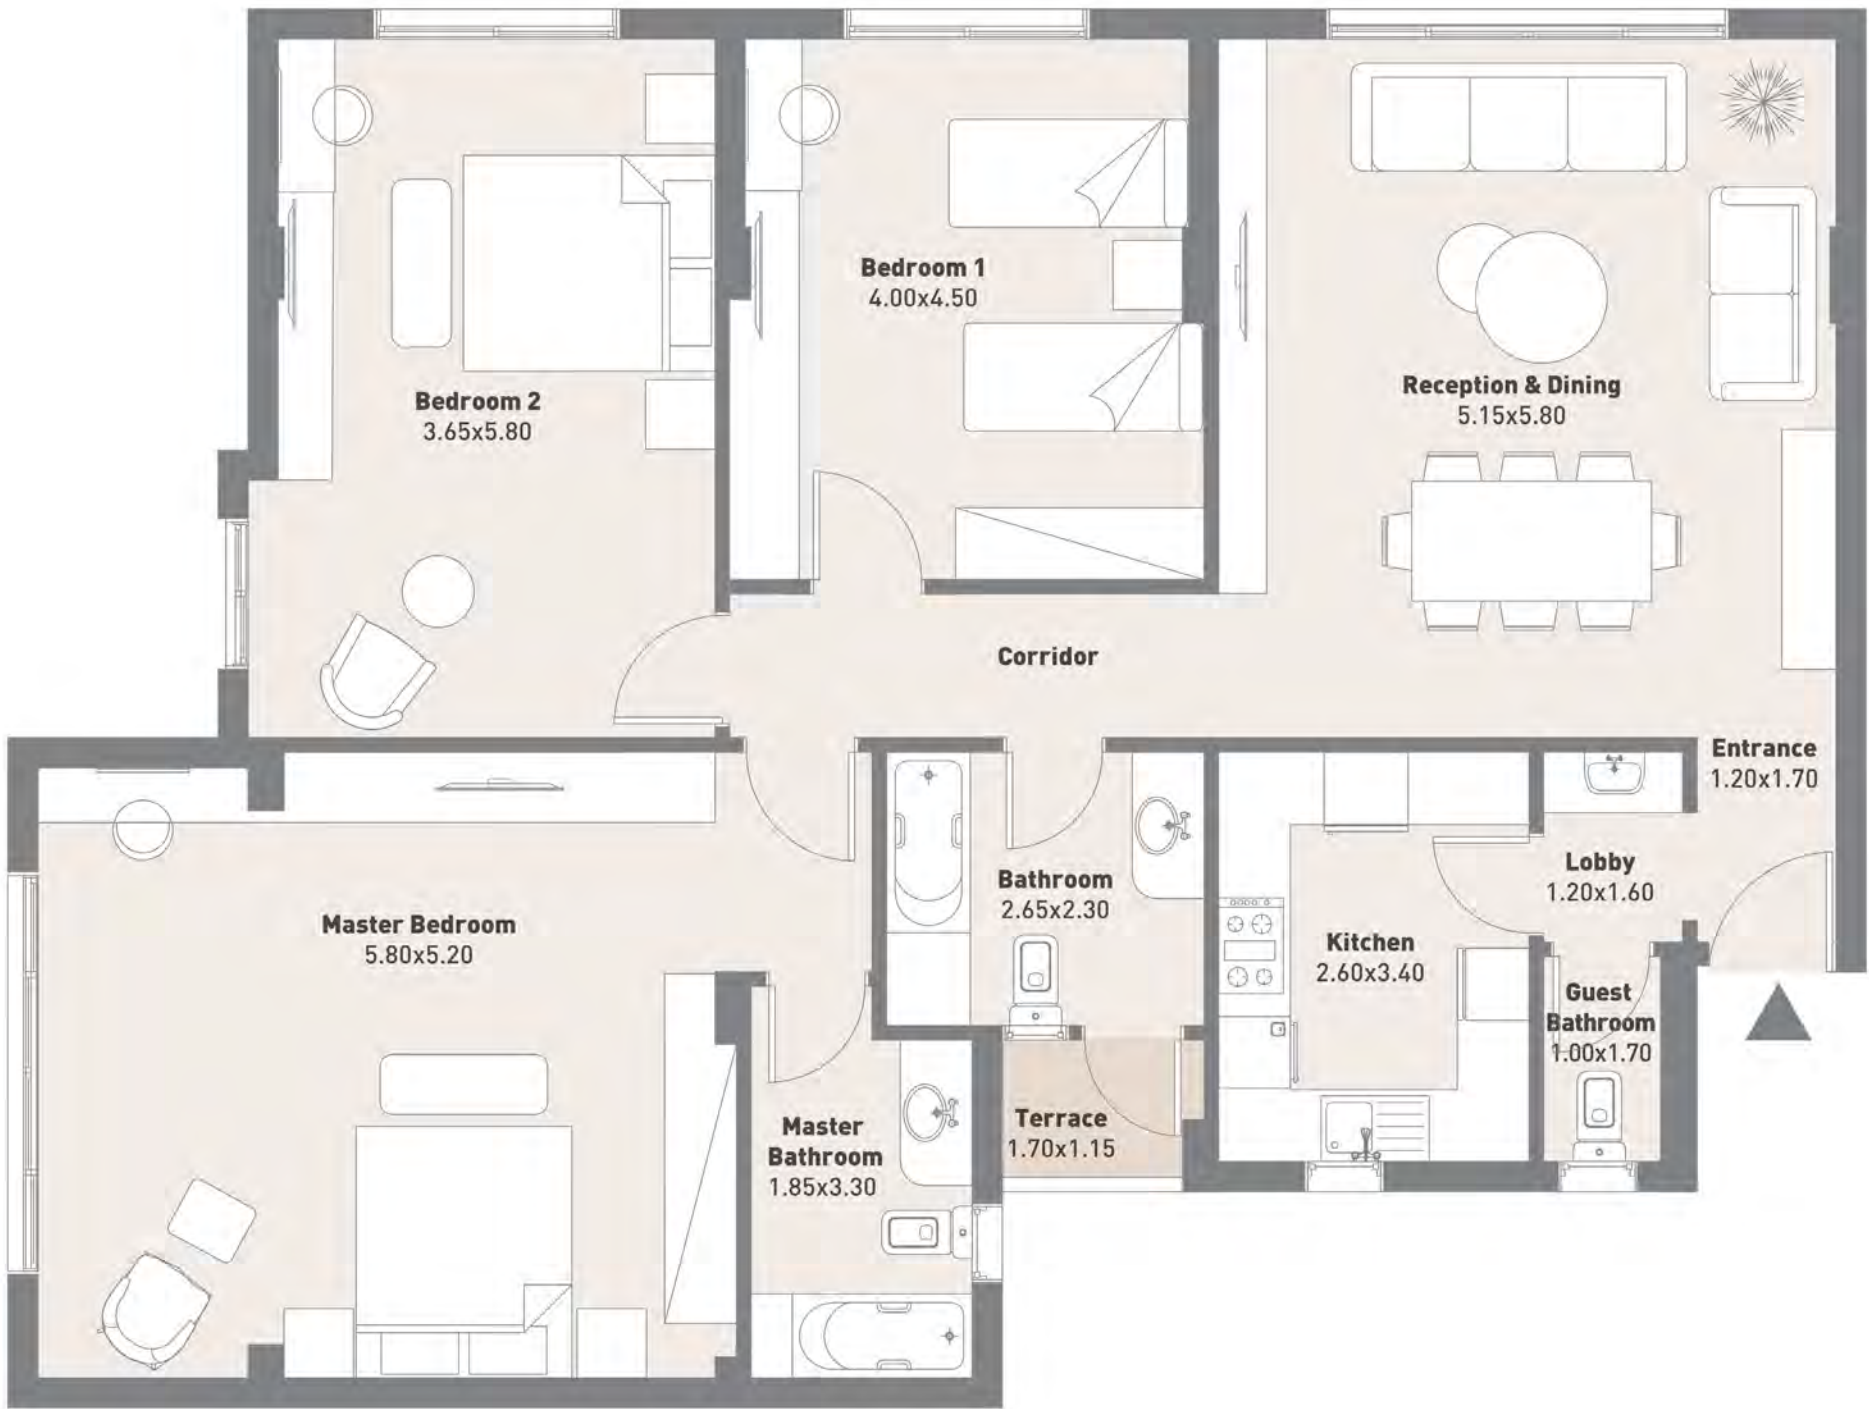 Bedroom 1
4.00x4.50
Bedroom 2
3.65x5.80
Reception & Dining
5.15x5.80
Corridor
Entrance
1.20x1.70
Lobby
1.20x1.60
Bathroom
2.65x2.30
Master Bedroom
5.80x5.20
Kitchen
2.60x3.40
Guest
Bathroom
1.00x1.70
Terrace
1.70x1.15
Master
Bathroom
1.85x3.30